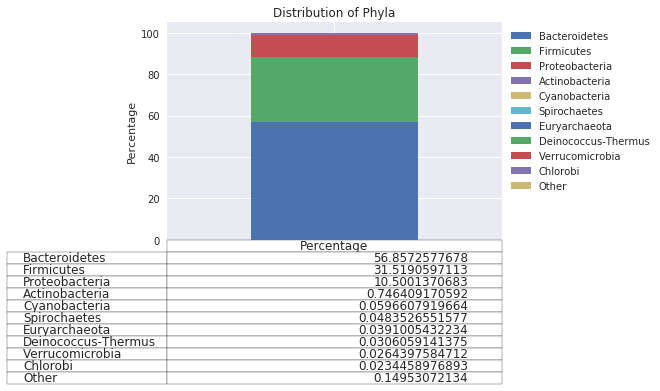 Distribution of Phyla
100
80
60
40
20
0
Percentage
Bacteroidetes
Firmicutes
Proteobacteria
Actinobacteria
Cyanobacteria
Spirochaetes
Euryarchaeota
Deinococcus-Thermus
Verrucomicrobia
Chlorobi
Other
Percentage
Bacteroidetes 56.8572577678
Firmicutes 31.5190597113
Proteobacteria 10.5001370683
Actinobacteria 0.746409170592
Cyanobacteria 0.0596607919664
Spirochaetes 0.0483526551577
Euryarchaeota 0.0391005432234
Deinococcus-Thermus 0.0306059141375
Verrucomicrobia 0.0264397584712
Chlorobi 0.0234458976893
Other 0.14953072134